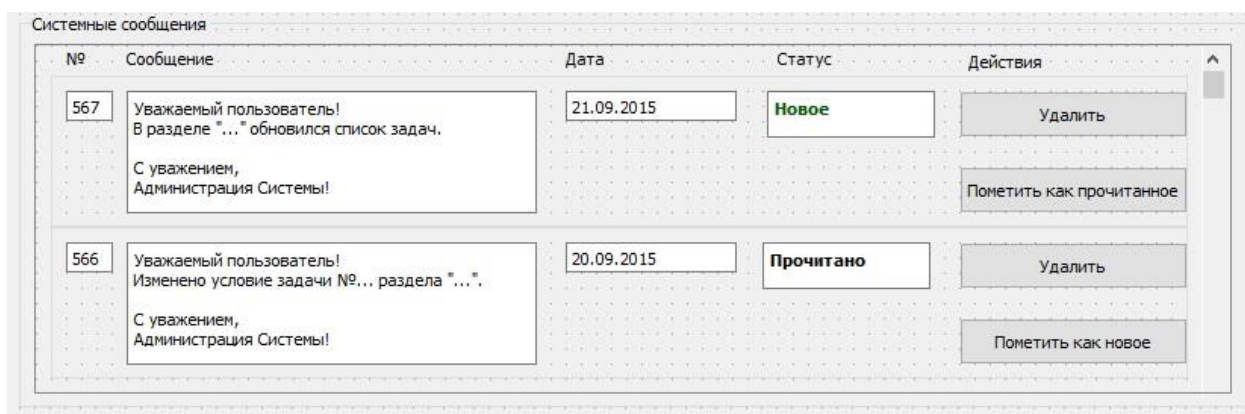 Системные сообщения
№ Сообщение Дата Статус Действия
567 Уважаемый пользователь! 21.09.2015 Новое Удалить
В разделе "..." обновился список задач.
С уважением,
Администрация Системы! Пометить как прочитанное
566 Уважаемый пользователь! 20.09.2015 Прочитано Удалить
Изменено условие задачи №... раздела "...".
С уважением,
Администрация Системы! Пометить как новое